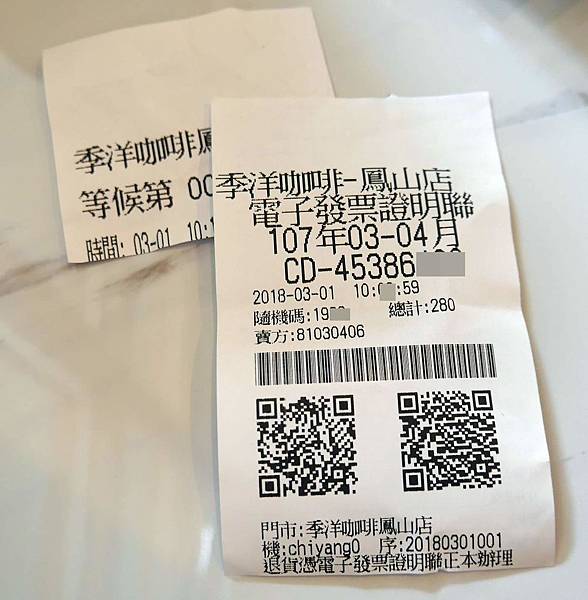 季洋咖啡鳳
等候第 00
時間: 03-01 10:
季洋咖啡-鳳山店
電子發票證明聯
107年03-04月
CD-45386
2018-03-01 10:0 :59
隨機碼:19 總計:280
賣方:81030406
門市:季洋咖啡鳳山店
機:chiyang0 序:20180301001
退貨憑電子發票證明聯正本辦理